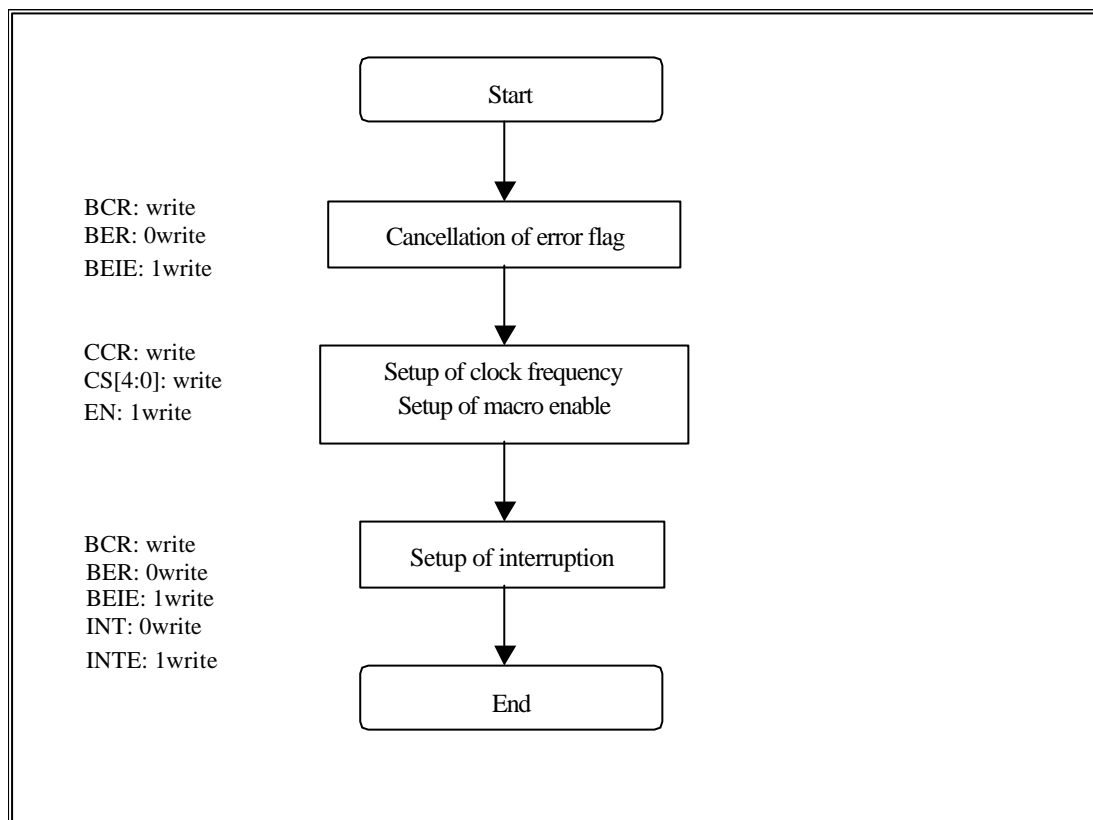 Start
BCR: write
BER: 0write
BEIE: 1write
Cancellation of error flag
CCR: write
CS[4:0]: write
EN: 1write
Setup of clock frequency
Setup of macro enable
BCR: write
BER: 0write
BEIE: 1write
INT: 0write
INTE: 1write
Setup of interruption
End